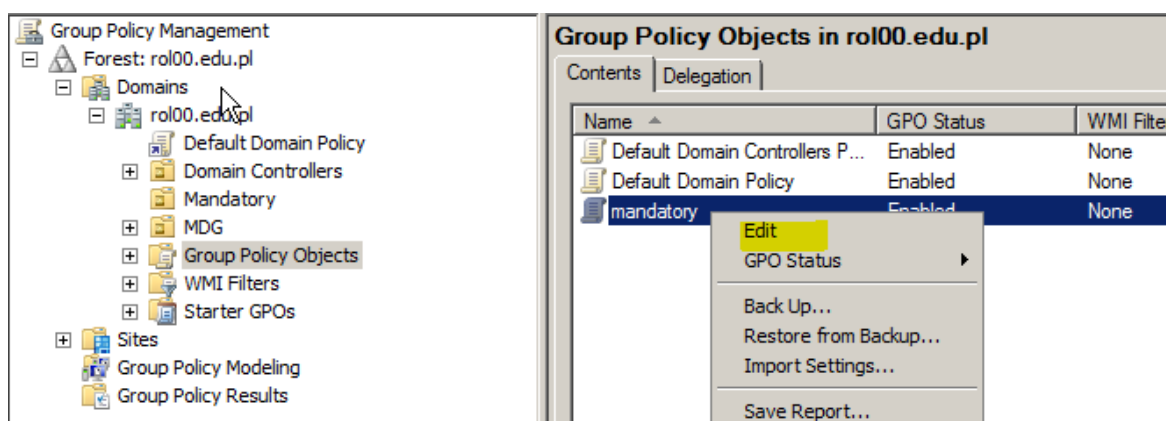 Group Policy Management
Forest: rol00.edu.pl
Domains
rol00.edu.pl
Default Domain Policy
Domain Controllers
Mandatory
MDG
Group Policy Objects
WMI Filters
Starter GPOs
Sites
Group Policy Modeling
Group Policy Results
Group Policy Objects in rol00.edu.pl
Contents Delegation
Name GPO Status WMI Filte
Default Domain Controllers P... Enabled None
Default Domain Policy Enabled None
mandatory Enabled None
Edit
GPO Status
Back Up...
Restore from Backup...
Import Settings...
Save Report...